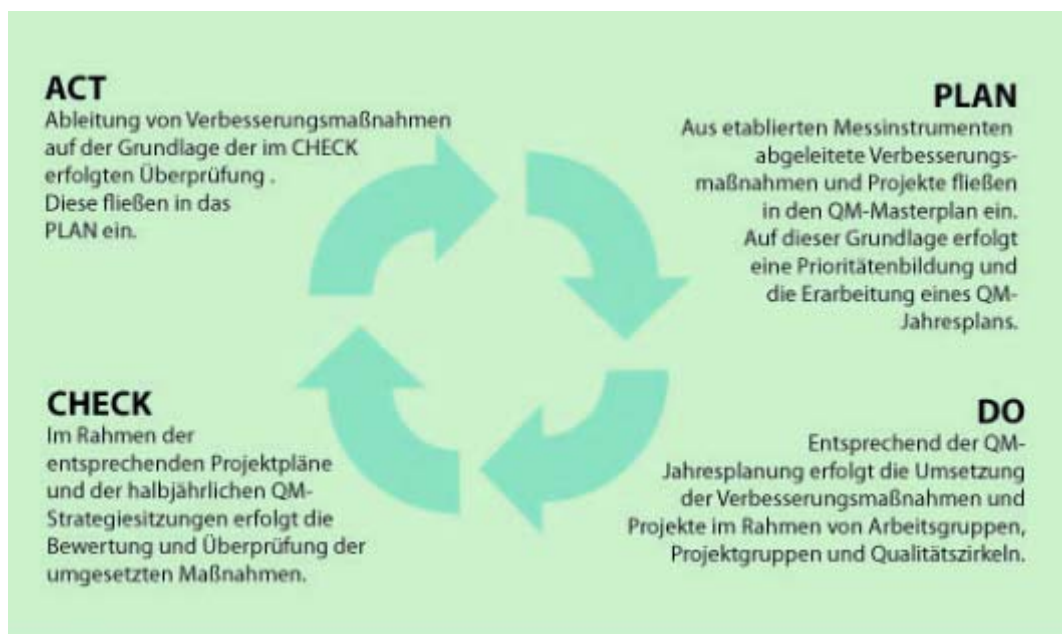 ACT
Ableitung von Verbesserungsmaßnahmen
auf der Grundlage der im CHECK
erfolgten Überprüfung .
Diese fließen in das
PLAN ein.
PLAN
Aus etablierten Messinstrumenten
abgeleitete Verbesserungs-
maßnahmen und Projekte fließen
in den QM-Masterplan ein.
Auf dieser Grundlage erfolgt
eine Prioritätenbildung und
die Erarbeitung eines QM-
Jahresplans.
CHECK
Im Rahmen der
entsprechenden Projektpläne
und der halbjährlichen QM-
Strategiesitzungen erfolgt die
Bewertung und Überprüfung der
umgesetzten Maßnahmen.
DO
Entsprechend der QM-
Jahresplanung erfolgt die Umsetzung
der Verbesserungsmaßnahmen und
Projekte im Rahmen von Arbeitsgruppen,
Projektgruppen und Qualitätszirkeln.